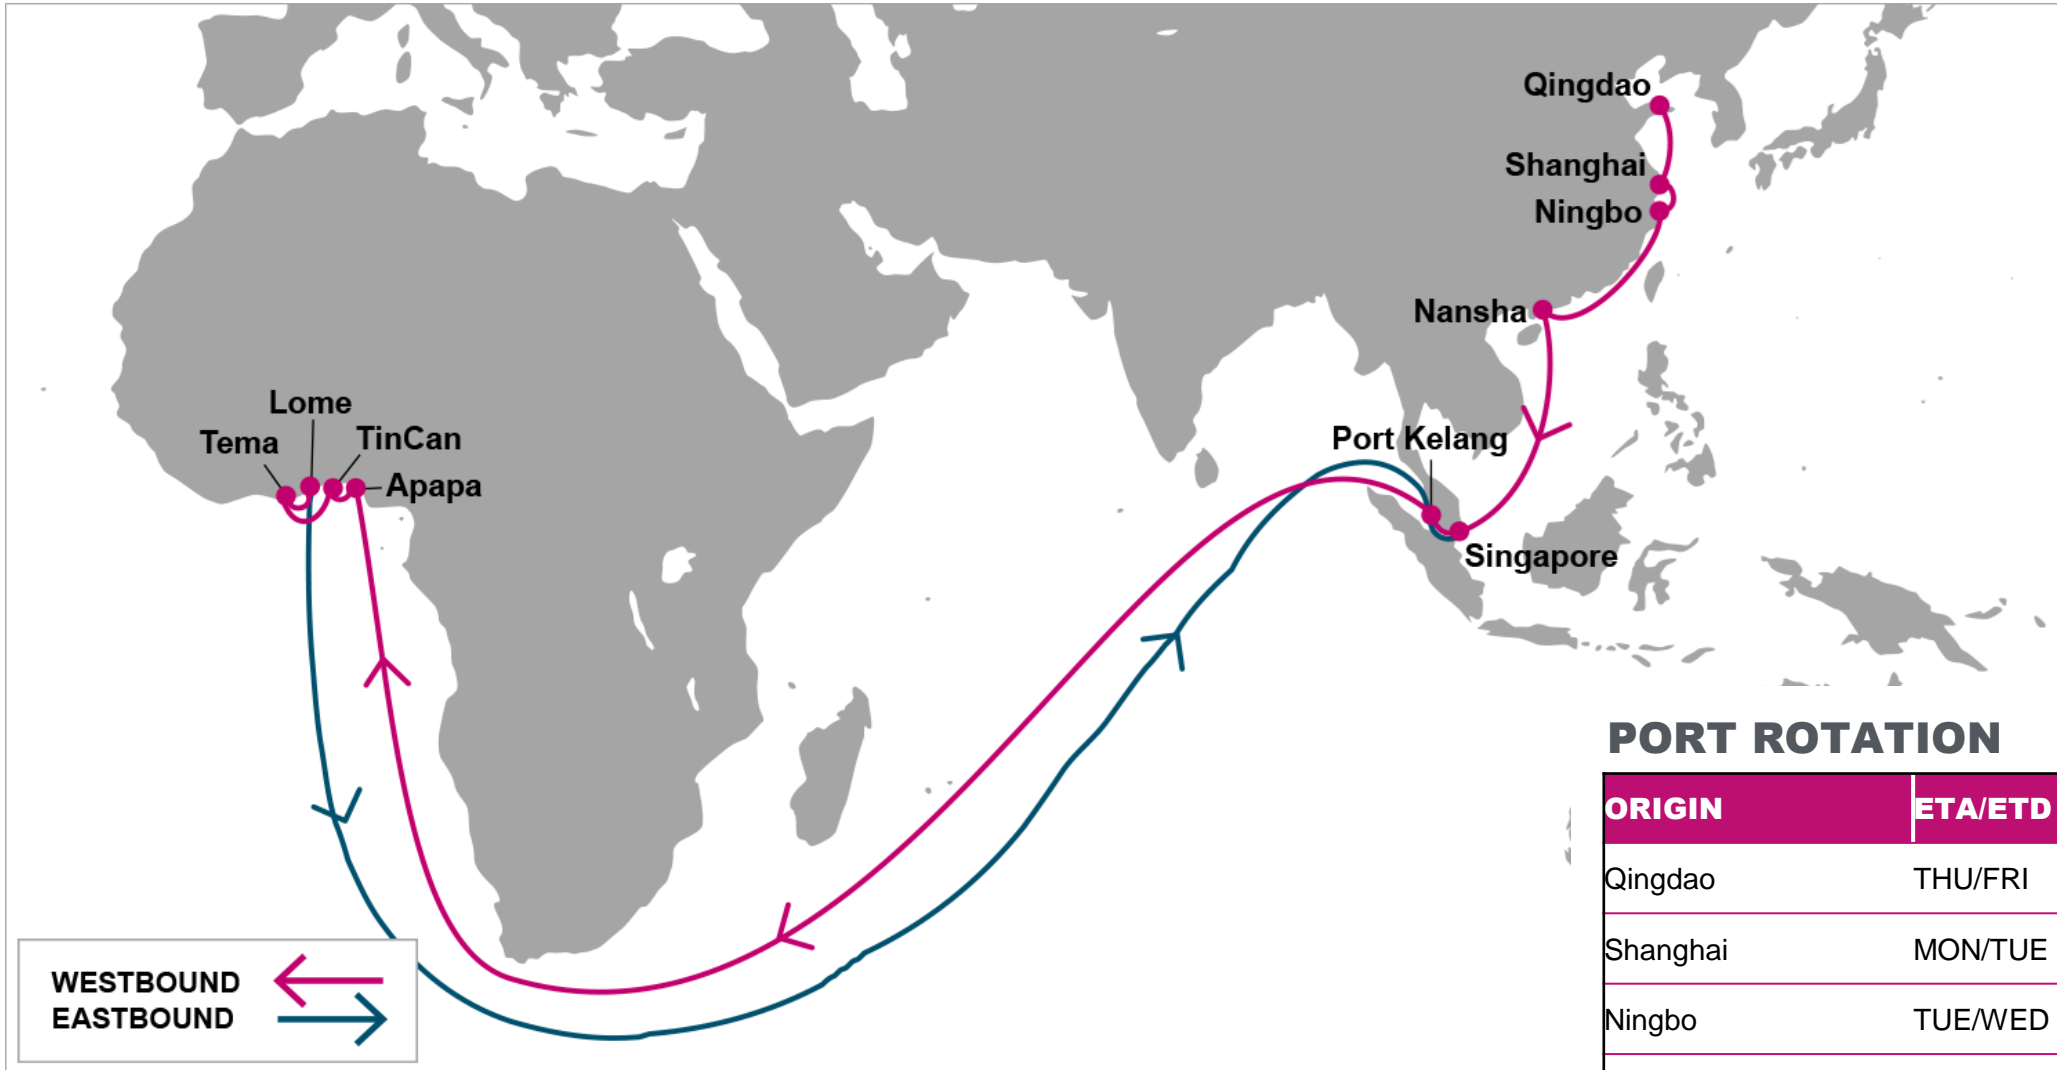 Qingdao
Shanghai
Ningbo
Nansha
Lome
Tema
TinCan
Apapa
Port Kelang
Singapore
PORT ROTATION
ORIGIN ETA/ETD
Qingdao THU/FRI
Shanghai MON/TUE
Ningbo TUE/WED
WESTBOUND
EASTBOUND